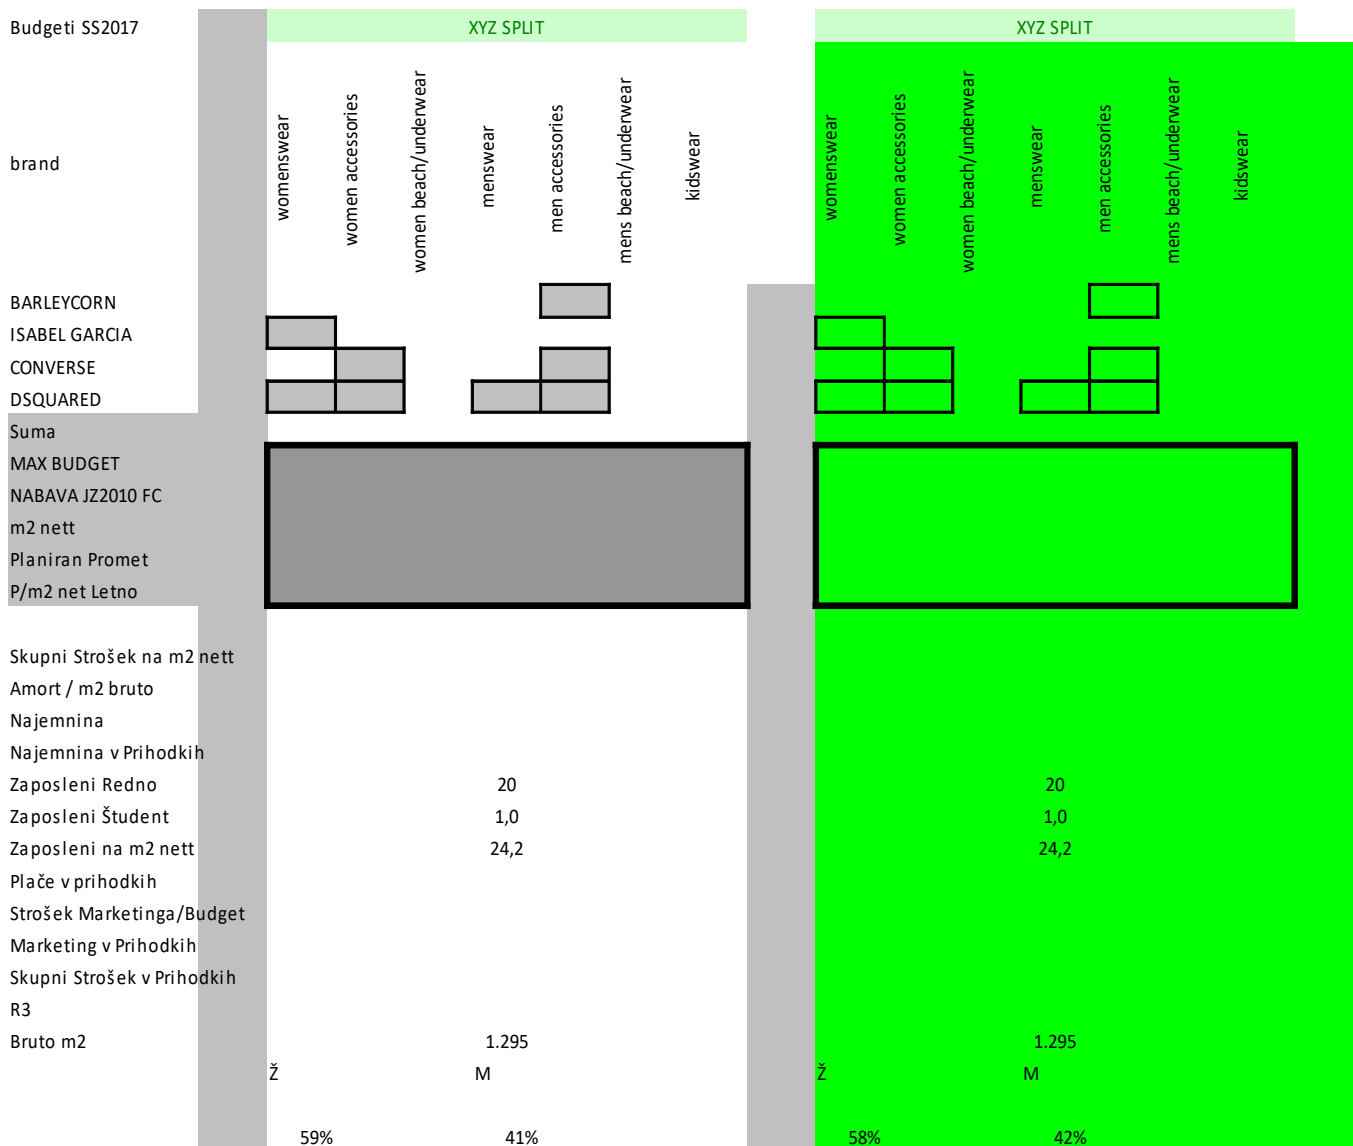 Budgeti SS2017 XYZ SPLIT XYZ SPLIT
brand womenswear women accessories women beach/underwear menswear men accessories mens beach/underwear kidswear womenswear women accessories women beach/underwear menswear men accessories mens beach/underwear kidswear
BARLEYCORN
ISABEL GARCIA
CONVERSE
DSQUARED
Suma
MAX BUDGET
NABAVA JZ2010 FC
m2 nett
Planiran Promet
P/m2 net Letno
Skupni Strošek na m2 nett
Amort / m2 bruto
Najemnina
Najemnina v Prihodkih
Zaposleni Redno 20 20
Zaposleni Študent 1,0 1,0
Zaposleni na m2 nett 24,2 24,2
Plače v prihodkih
Strošek Marketinga/Budget
Marketing v Prihodkih
Skupni Strošek v Prihodkih
R3
Bruto m2 1.295 1.295
Ž M Ž M
59% 41% 58% 42%